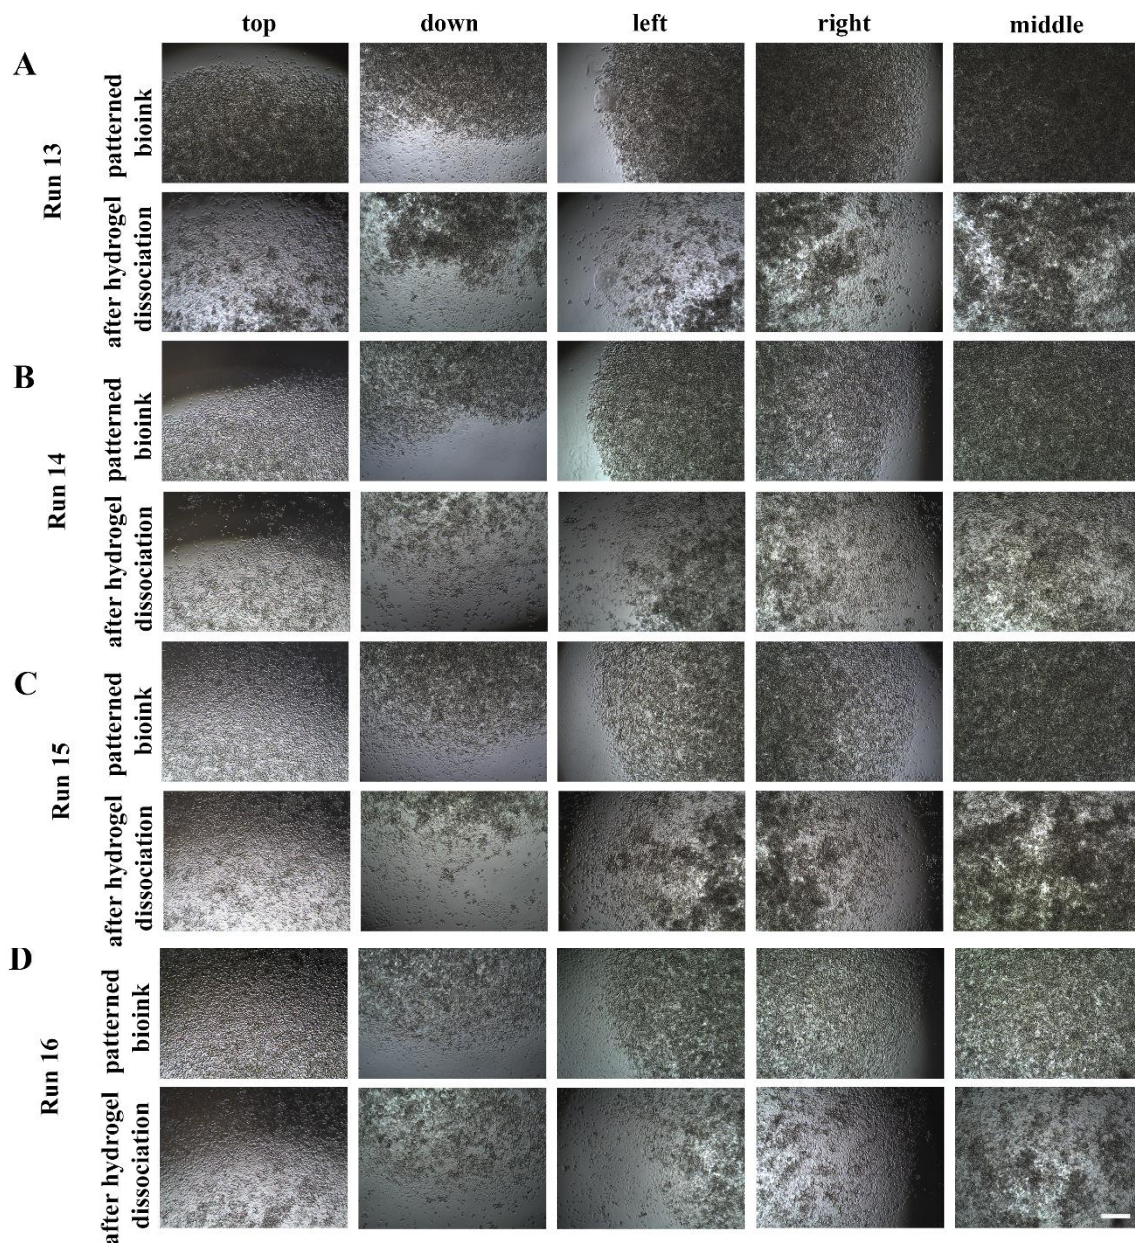 top down left right middle
A
Run 13
patterned
bioink
after hydrogel
dissociation
B
Run 14
patterned
bioink
after hydrogel
dissociation
C
Run 15
patterned
bioink
after hydrogel
dissociation
D
Run 16
patterned
bioink
after hydrogel
dissociation